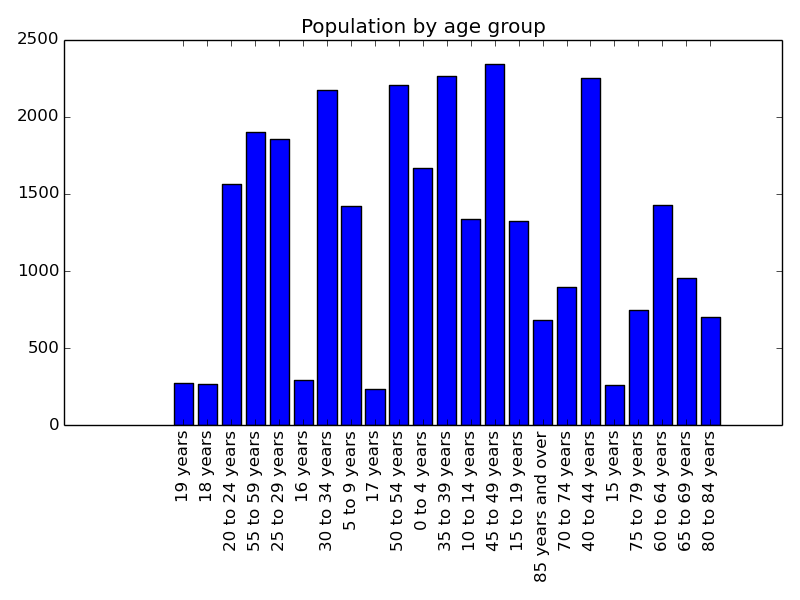 Population by age group
2500
2000
1500
1000
500
0
19 years
18 years
20 to 24 years
55 to 59 years
25 to 29 years
16 years
30 to 34 years
5 to 9 years
17 years
50 to 54 years
0 to 4 years
35 to 39 years
10 to 14 years
45 to 49 years
15 to 19 years
85 years and over
70 to 74 years
40 to 44 years
15 years
75 to 79 years
60 to 64 years
65 to 69 years
80 to 84 years